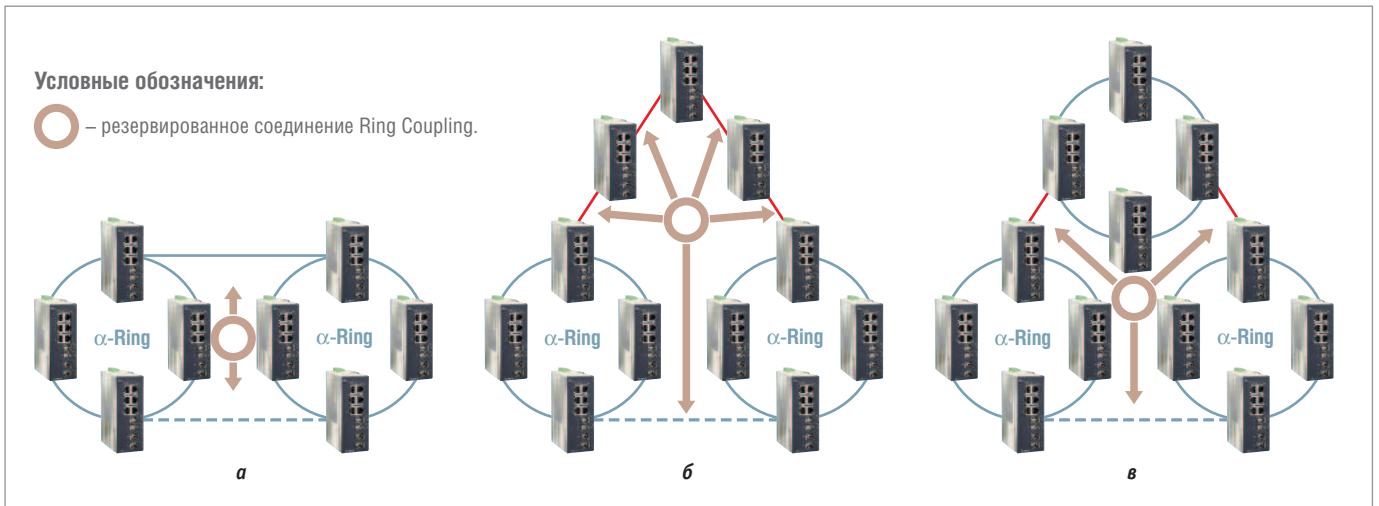 Условные обозначения:
– резервированное соединение Ring Coupling.
α-Ring
α-Ring
α-Ring
α-Ring
α-Ring
α-Ring
а
б
в